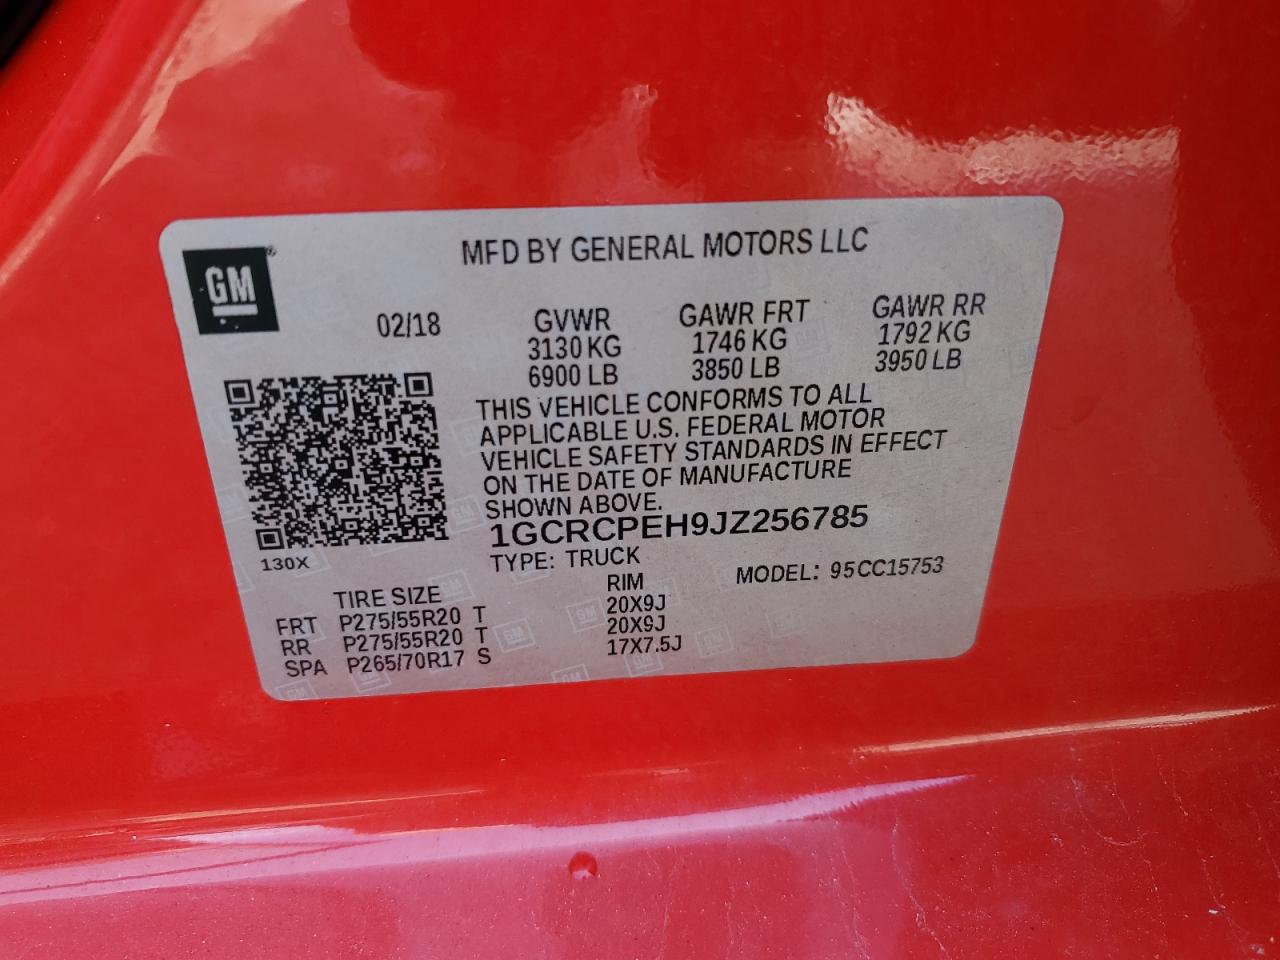 GM
MFD BY GENERAL MOTORS LLC
02/18 GVWR GAWR FRT GAWR RR
3130 KG 1746 KG 1792 KG
6900 LB 3850 LB 3950 LB
THIS VEHICLE CONFORMS TO ALL
APPLICABLE U.S. FEDERAL MOTOR
VEHICLE SAFETY STANDARDS IN EFFECT
ON THE DATE OF MANUFACTURE
SHOWN ABOVE.
1GCRCPEH9JZ256785
130X
TYPE: TRUCK MODEL: 95CC15753
TIRE SIZE RIM
FRT P275/55R20 T 20X9J
RR P275/55R20 T 20X9J
SPA P265/70R17 S 17X7.5J